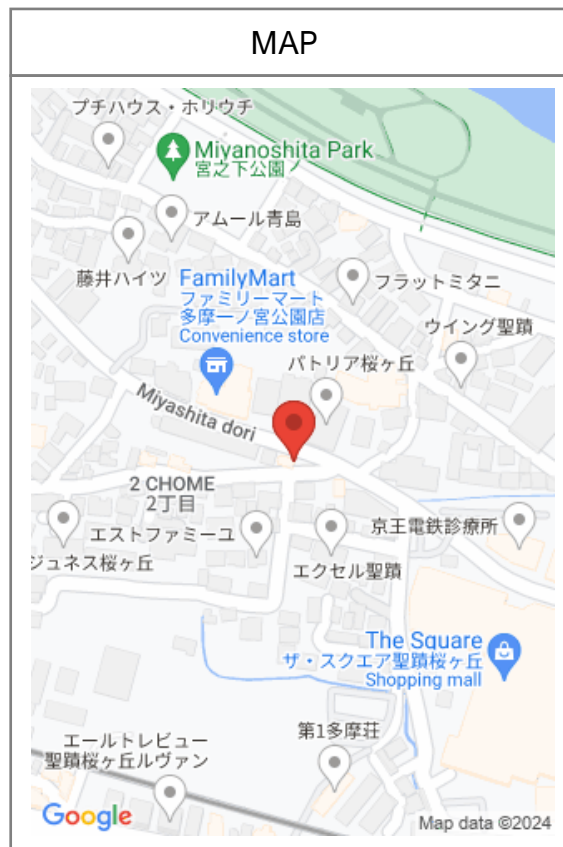 MAP
プチハウス・ホリウチ
Miyanoshita Park
宮之下公園
アムール青島
藤井ハイツ
FamilyMart
ファミリーマート
多摩一ノ宮公園店
Convenience store
フラットミタニ
ウイング聖蹟
パトリア桜ヶ丘
Miyashita dori
2 CHOME
2丁目
エストファミーユ
京王電鉄診療所
ジュネス桜ヶ丘
エクセル聖蹟
The Square
ザ・スクエア聖蹟桜ヶ丘
Shopping mall
第1多摩荘
エールトレビュー
聖蹟桜ヶ丘ルヴァン
Google
Map data ©2024